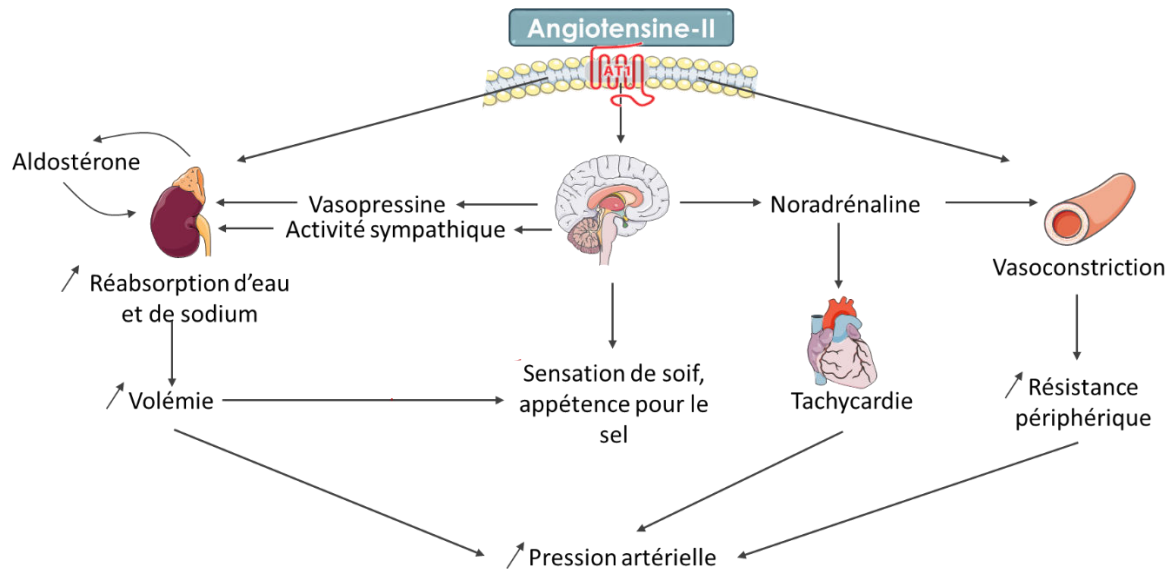 Angiotensine-II
AT1
Aldostérone
Vasopressine
Activité sympathique
Noradrénaline
Vasoconstriction
Réabsorption d’eau
et de sodium
Volémie
Sensation de soif,
appétence pour le
sel
Tachycardie
Résistance
périphérique
Pression artérielle